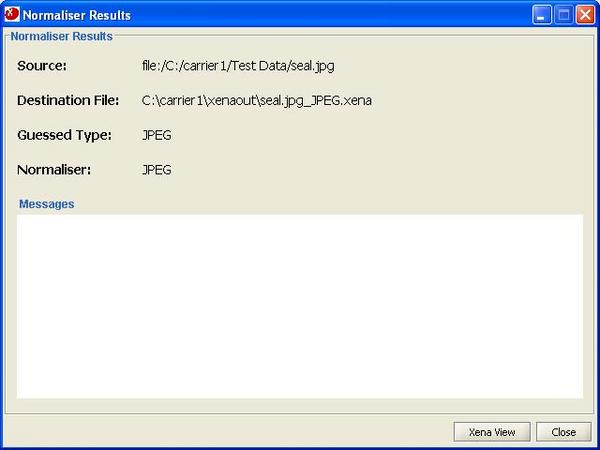 Normaliser Results
Normaliser Results
Source: file:/C:/carrier1/Test Data/seal.jpg
Destination File: C:\carrier1\xenaout\seal.jpg_JPEG.xena
Guessed Type: JPEG
Normaliser: JPEG
Messages
Xena View Close